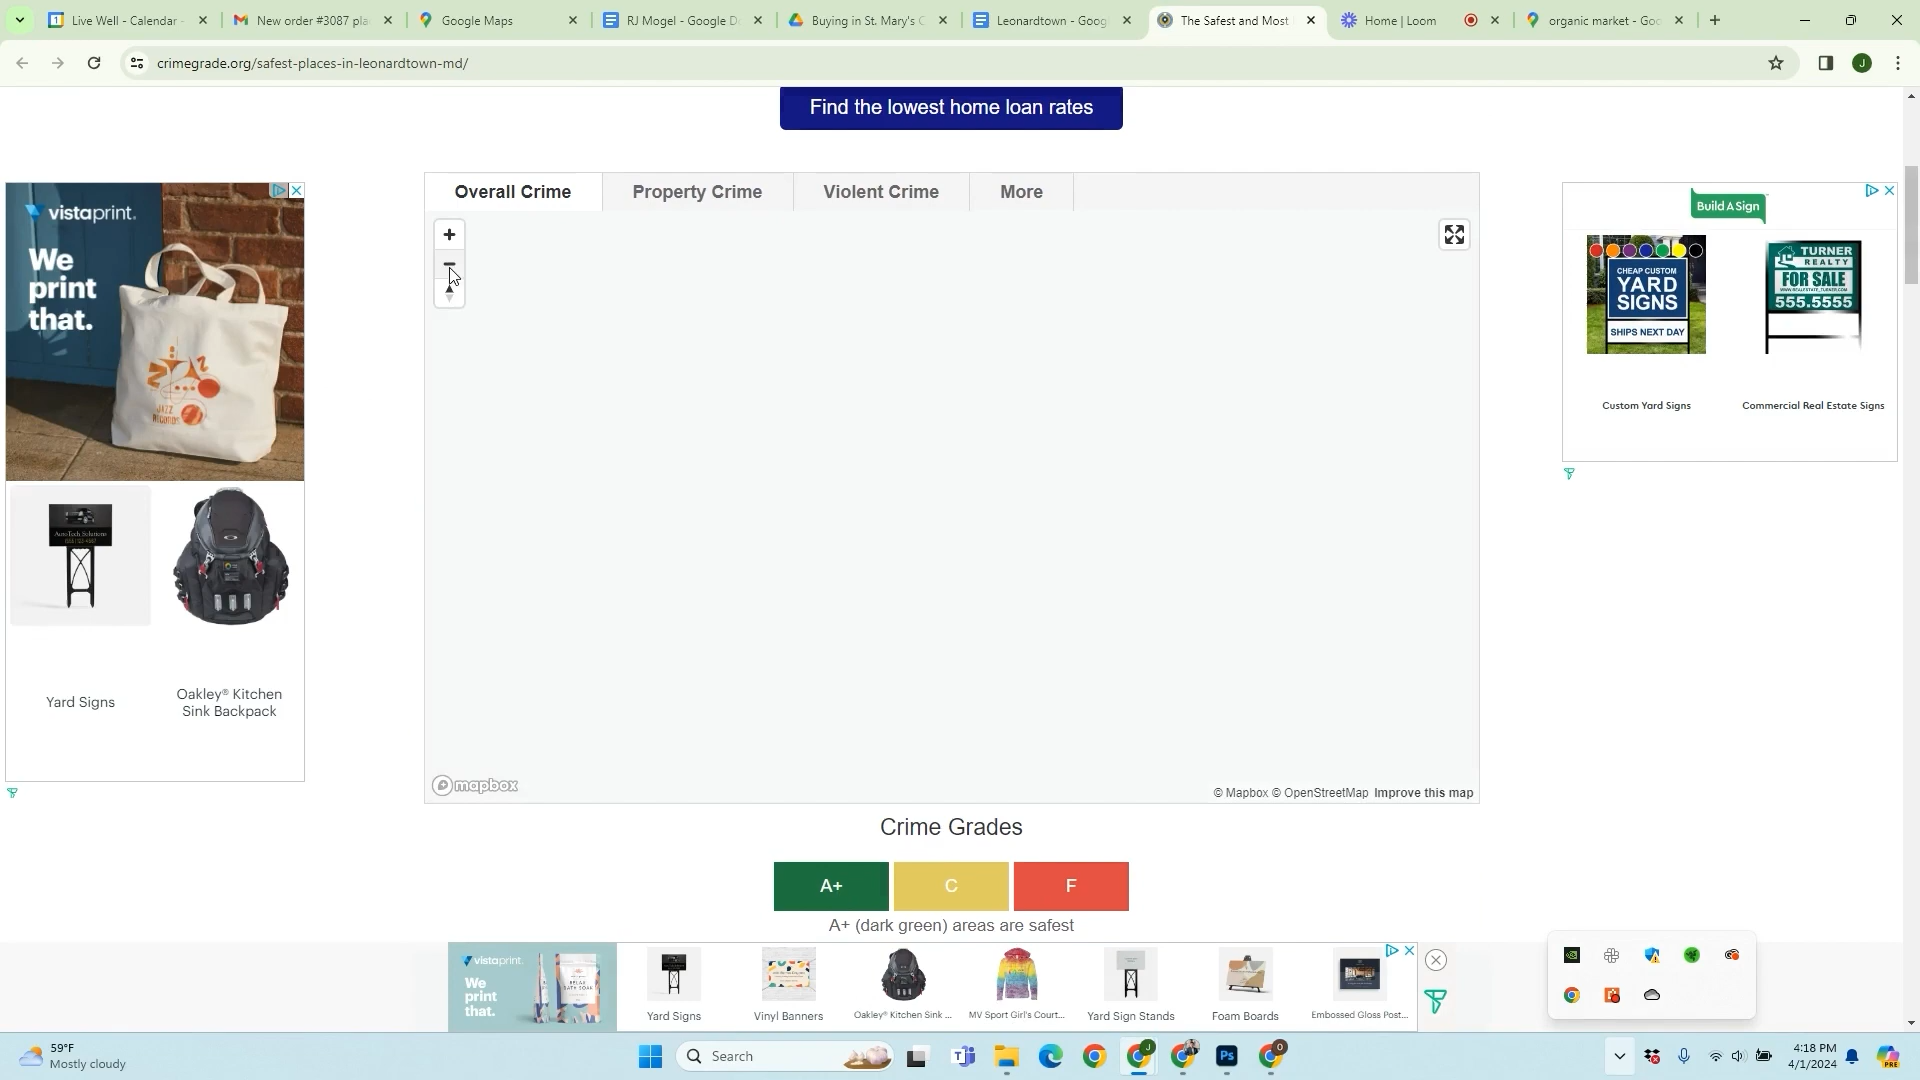 Live Well - Calendar -
New order #3087 pla
Google Maps
RJ Mogel - Google D
Buying in St. Mary's C
Leonardtown - Goog
The Safest and Most
Home | Loom
organic market - Goo
crimegrade.org/safest-places-in-leonardtown-md/
J
Find the lowest home loan rates
Overall Crime
Property Crime
Violent Crime
More
vistaprint.
We
print
that.
JAZZ
RECORDS
Yard Signs
Oakley® Kitchen
Sink Backpack
Build A Sign
CHEAP CUSTOM
YARD
SIGNS
SHIPS NEXT DAY
TURNER
REALTY
FOR SALE
555.5555
Custom Yard Signs
Commercial Real Estate Signs
mapbox
© Mapbox © OpenStreetMap Improve this map
Crime Grades
A+
C
F
A+ (dark green) areas are safest
vistaprint.
We
print
that.
Yard Signs
Vinyl Banners
Oakley® Kitchen Sink ...
MV Sport Girl's Court...
Yard Sign Stands
Foam Boards
Embossed Gloss Post...
59°F
Mostly cloudy
Search
4:18 PM
4/1/2024